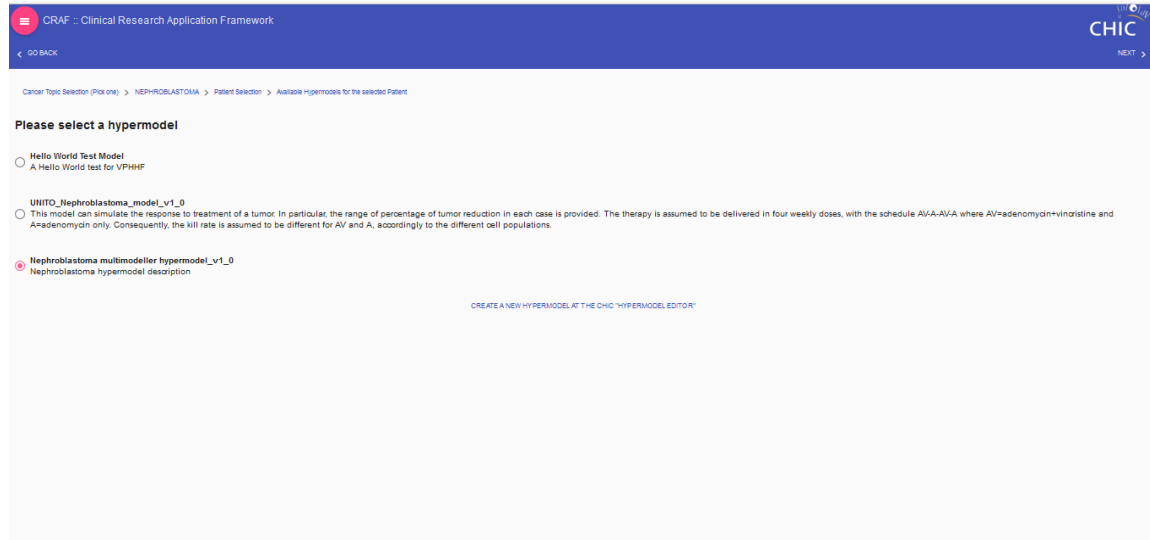 CRAF :: Clinical Research Application Framework
CHIC
GO BACK
NEXT
Cancer Topic Selection (Pick one) > NEPHROBLASTOMA > Patient Selection > Available Hypermodels for the selected Patient
Please select a hypermodel
Hello World Test Model
A Hello World test for VPHHF
UNITO_Nephroblastoma_model_v1_0
This model can simulate the response to treatment of a tumor. In particular, the range of percentage of tumor reduction in each case is provided. The therapy is assumed to be delivered in four weekly doses, with the schedule AV-A-AV-A where AV=adenomycin+vincristine and
A=adenomycin only. Consequently, the kill rate is assumed to be different for AV and A, accordingly to the different cell populations.
Nephroblastoma multimodeller hypermodel_v1_0
Nephroblastoma hypermodel description
CREATE A NEW HYPERMODEL AT THE CHIC "HYPERMODEL EDITOR"